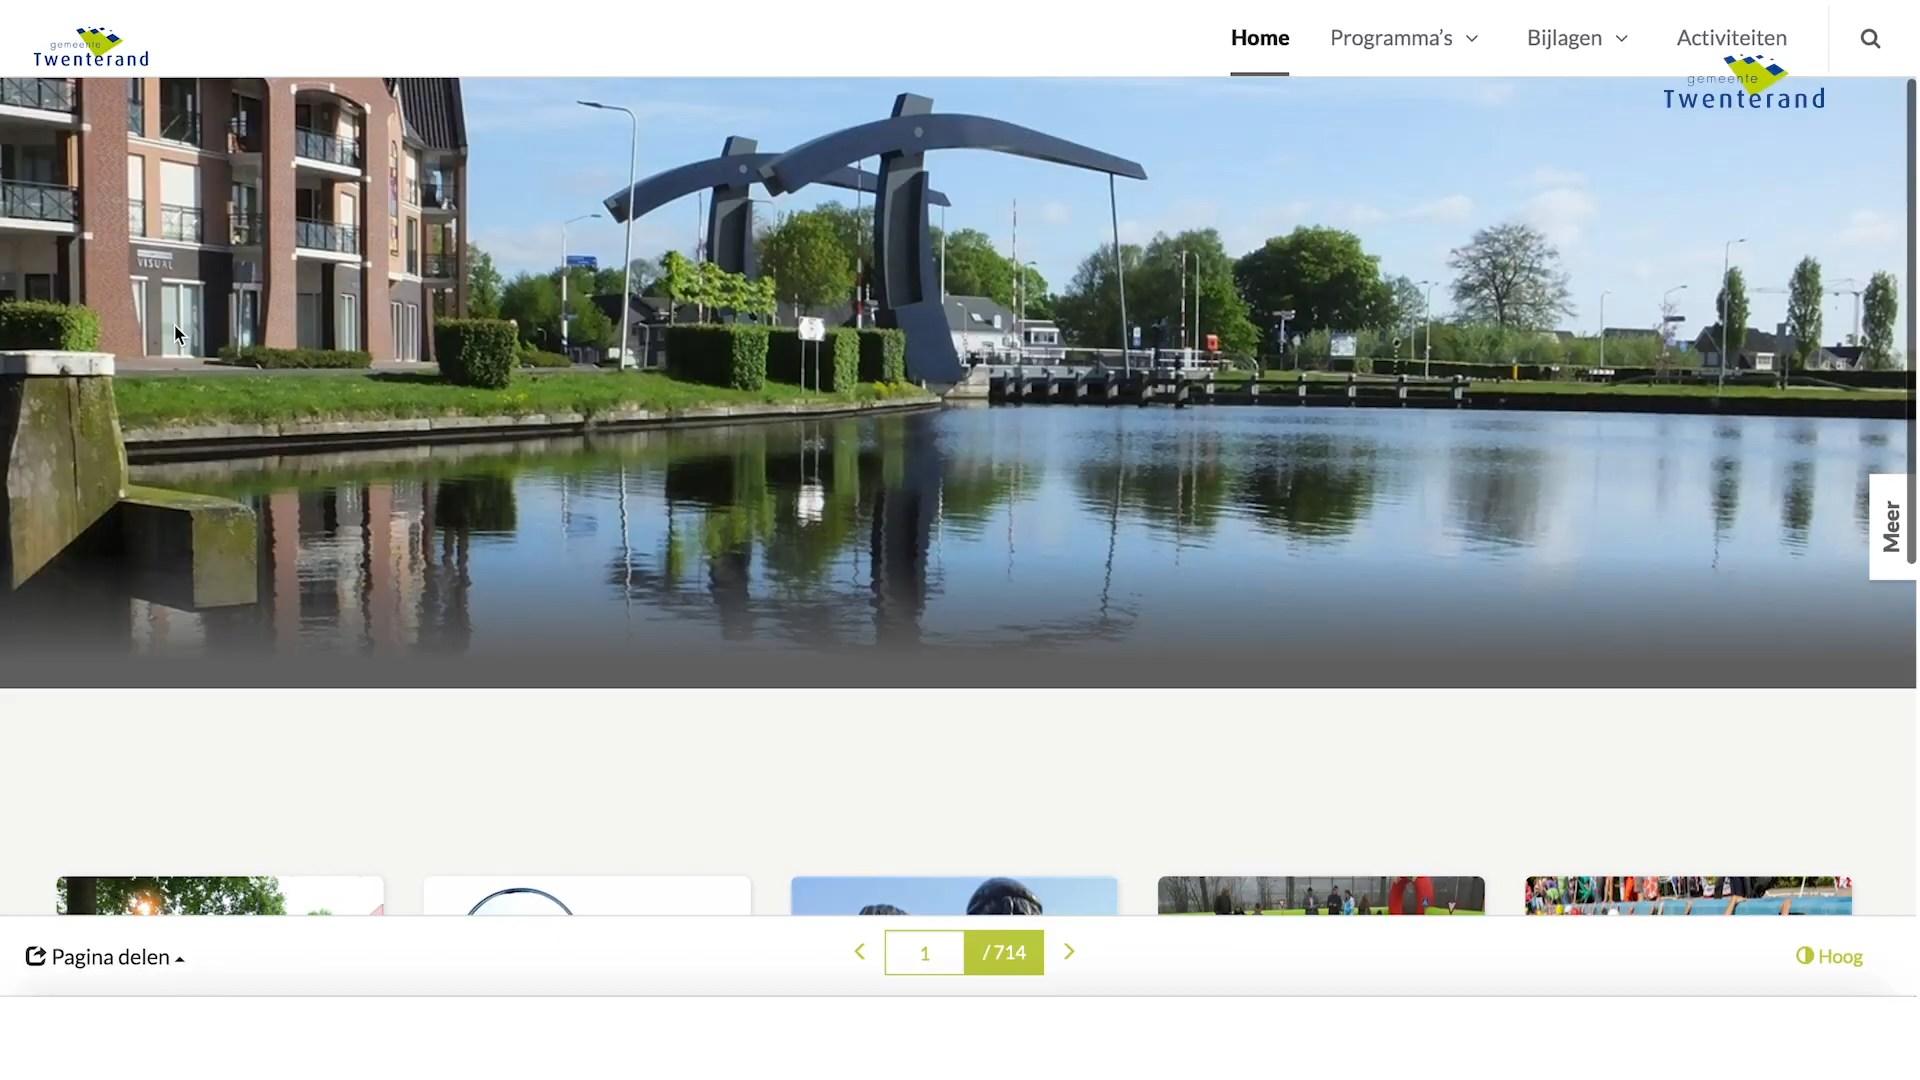 gemeente
Twenterand
Home
Programma's
Bijlagen
Activiteiten
gemeente
Twenterand
VISUAL
Meer
Pagina delen
1
/ 714
Hoog